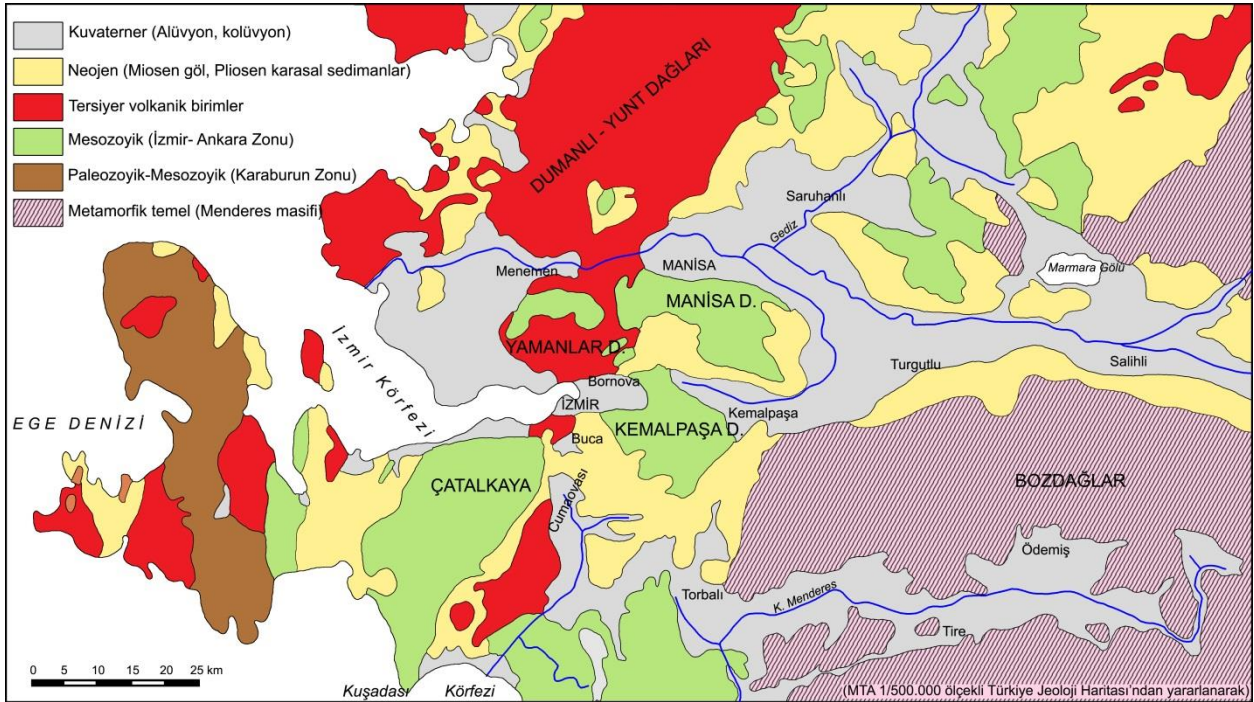 Kuvaterner (Alüvyon, kolüvyon)
Neojen (Miosen göl, Pliosen karasal sedimanlar)
Tersiyer volkanik birimler
Mesozoyik (İzmir- Ankara Zonu)
Paleozoyik-Mesozoyik (Karaburun Zonu)
Metamorfik temel (Menderes masifi)
DUMANLI - YUNT DAĞLARI
Saruhanlı
Gediz
Menemen
MANİSA
Marmara Gölü
MANİSA D.
YAMANLAR D.
İzmir Körfezi
Turgutlu
Salihli
Bornova
İZMİR
Kemalpaşa
EGE DENİZİ
Buca
KEMALPAŞA D.
ÇATALKAYA
BOZDAĞLAR
Cumaovası
Ödemiş
Torbalı
K. Menderes
Tire
0 5 10 15 20 25 km
Kuşadası Körfezi
(MTA 1/500.000 ölçekli Türkiye Jeoloji Haritası'ndan yararlanarak)